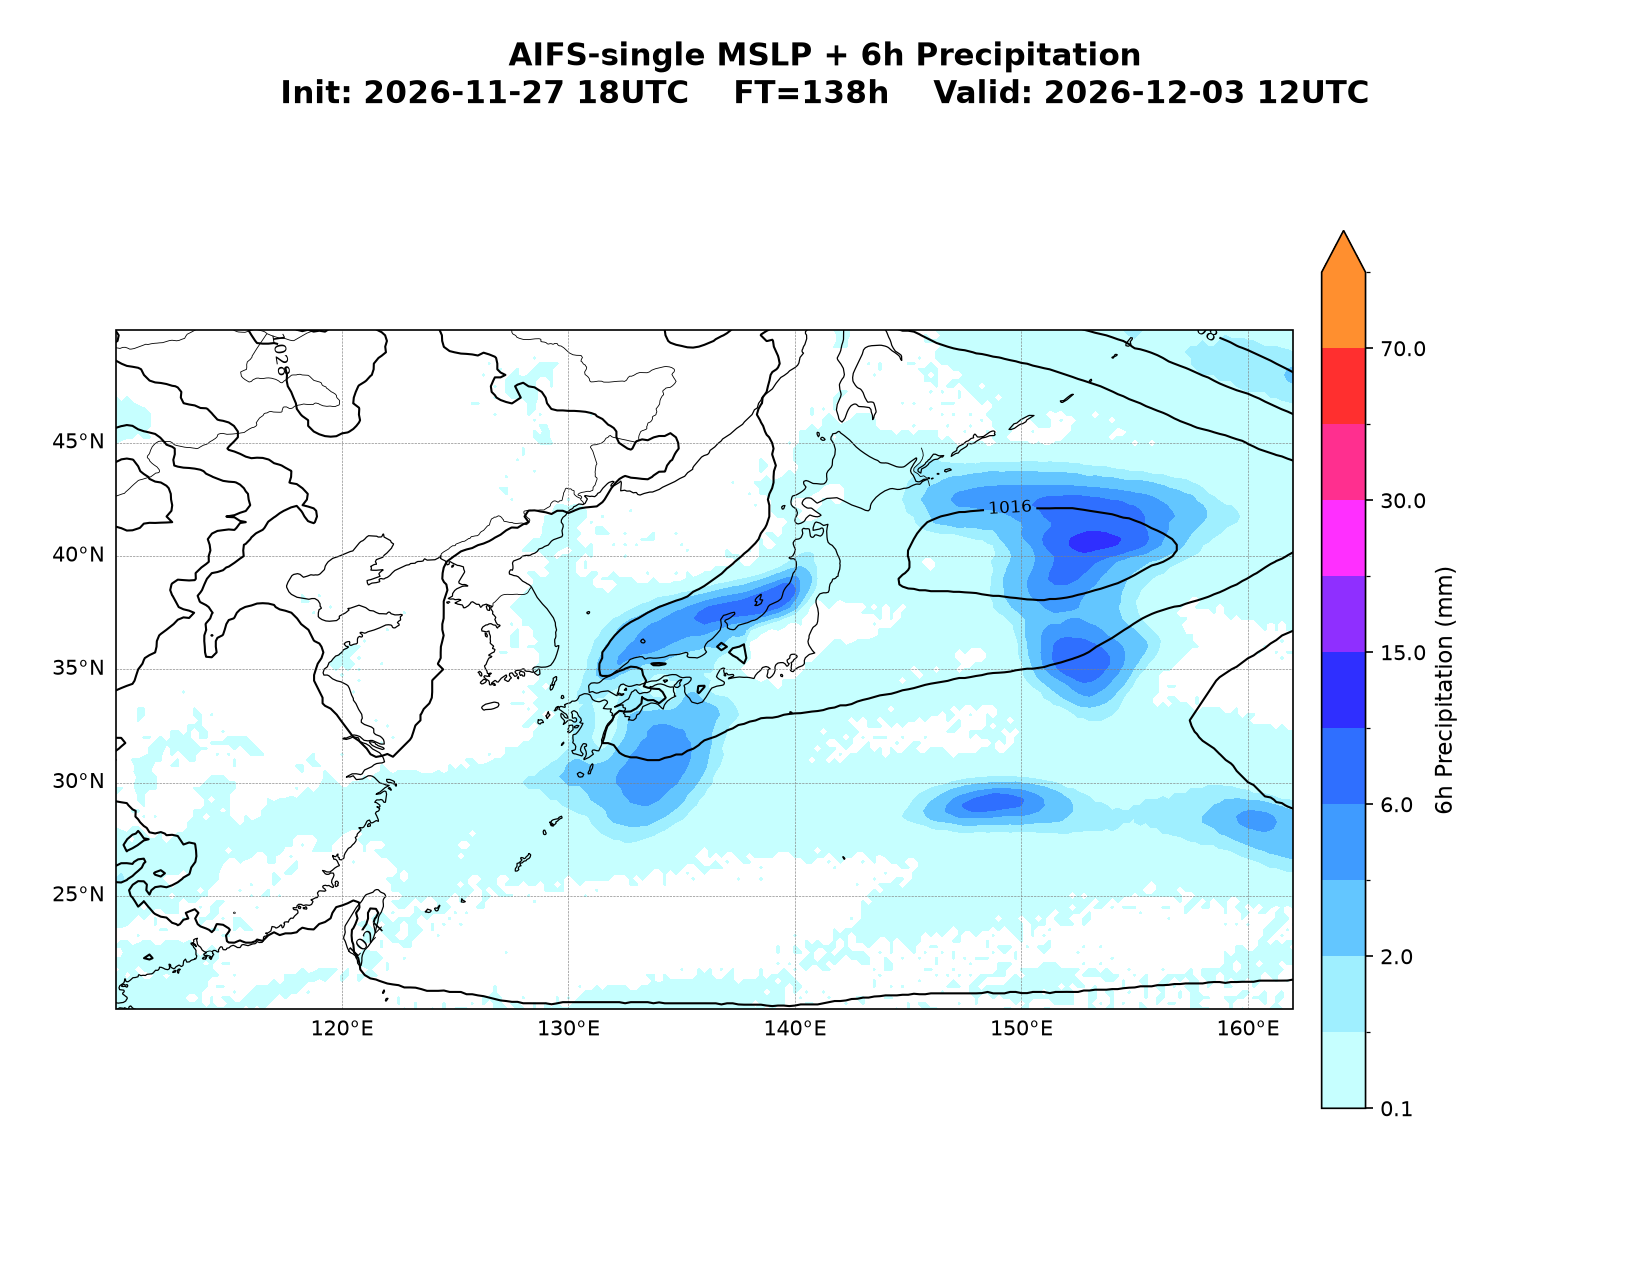 AIFS-single MSLP + 6h Precipitation
Init: 2026-11-27 18UTC    FT=138h    Valid: 2026-12-03 12UTC
1028
1016
45°N
40°N
35°N
30°N
25°N
120°E
130°E
140°E
150°E
160°E
70.0
30.0
15.0
6.0
2.0
0.1
6h Precipitation (mm)